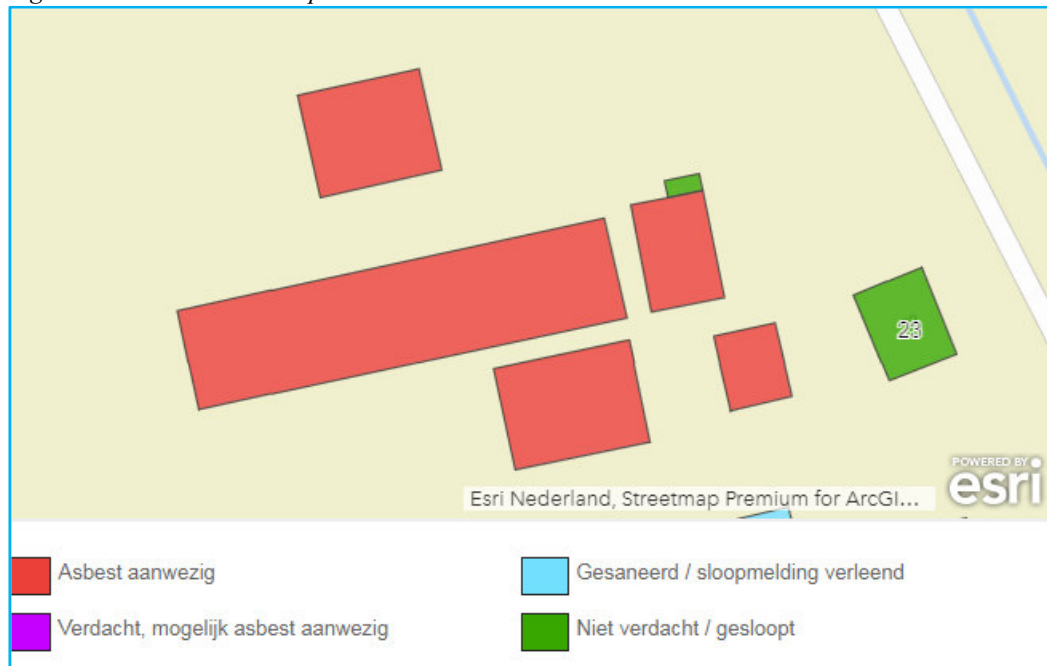 23
POWERED BY
esri
Esri Nederland, Streetmap Premium for ArcGI...
Asbest aanwezig
Gesaneerd / sloopmelding verleend
Verdacht, mogelijk asbest aanwezig
Niet verdacht / gesloopt